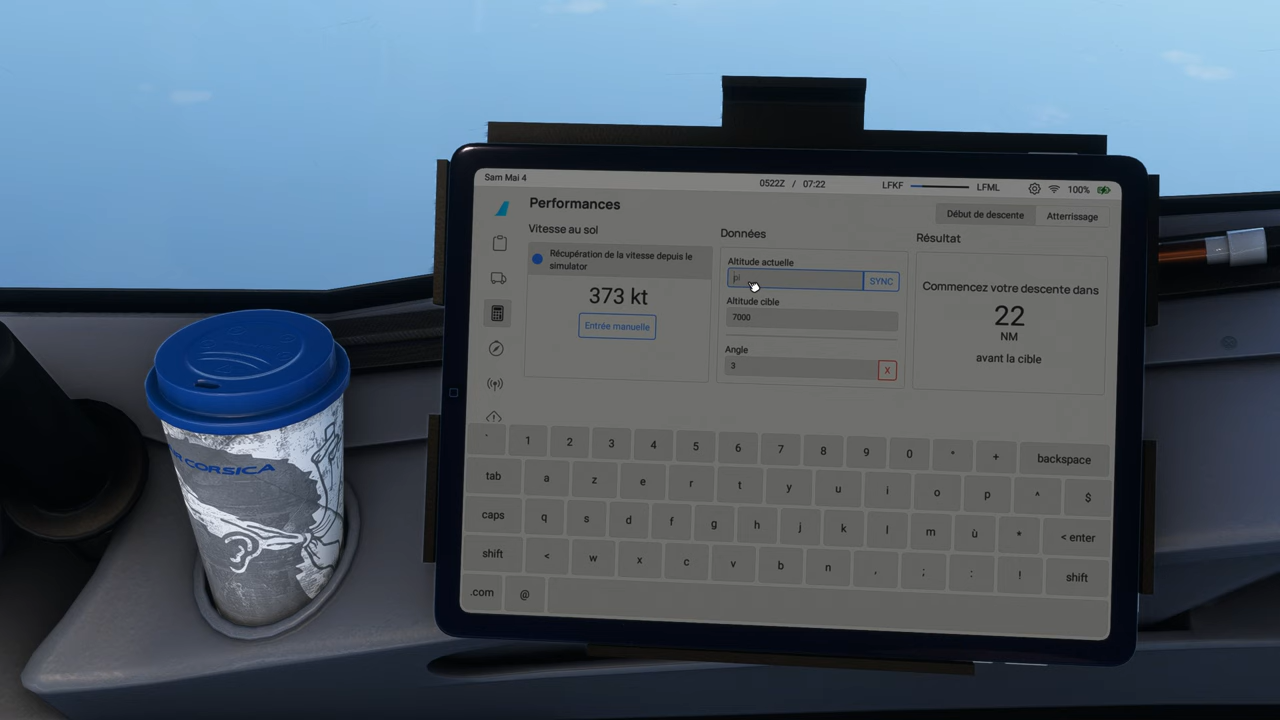 Sam Mai 4
0522Z / 07:22
LFKF
LFML
100%
Performances
Début de descente
Atterrissage
Vitesse au sol
Récupération de la vitesse depuis le
simulator
373 kt
Entrée manuelle
Données
Altitude actuelle
pi
SYNC
Altitude cible
7000
Angle
3
X
Résultat
Commencez votre descente dans
22
NM
avant la cible
` 1 2 3 4 5 6 7 8 9 0 * + backspace
tab a z e r t y u i o p ^ $
caps q s d f g h j k l m ù * < enter
shift < w x c v b n , ; : ! shift
.com @
CORSICA